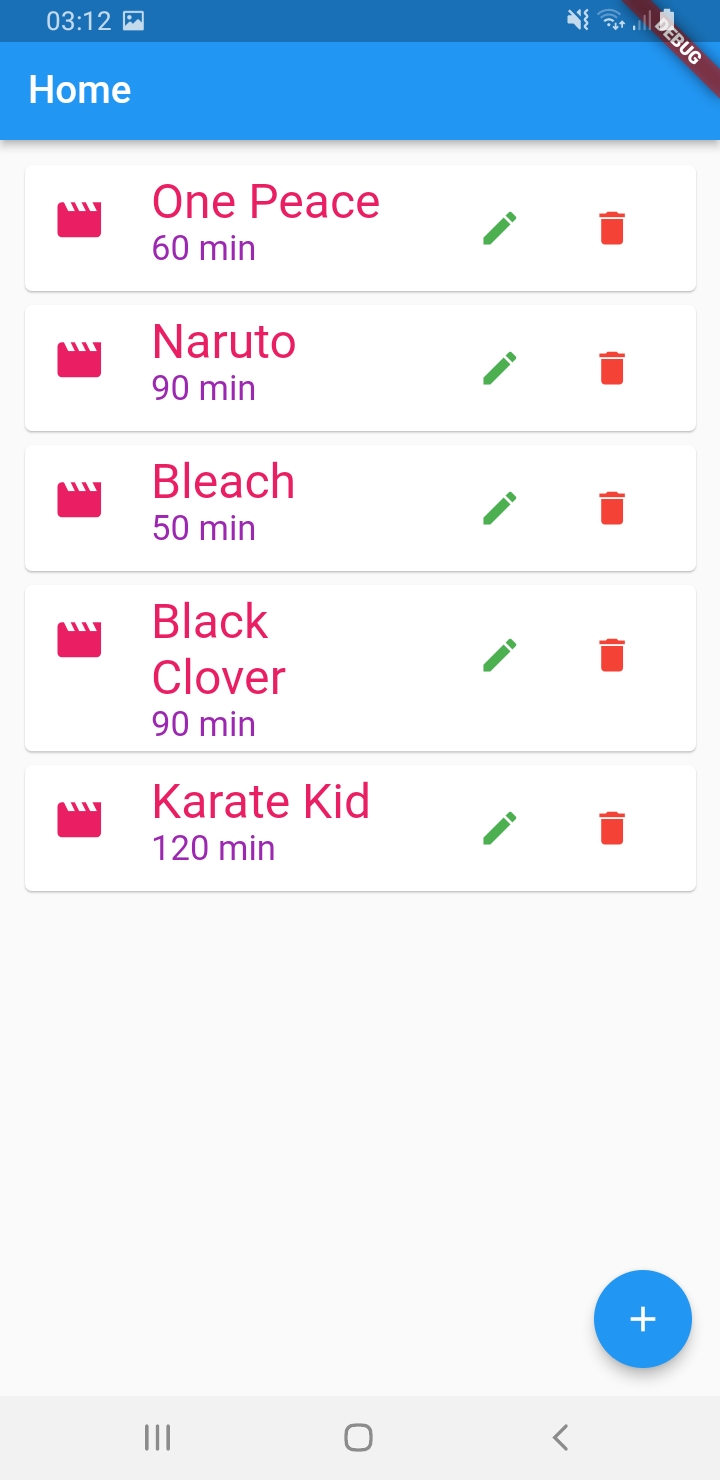 03:12
DEBUG
Home
One Peace
60 min
Naruto
90 min
Bleach
50 min
Black
Clover
90 min
Karate Kid
120 min